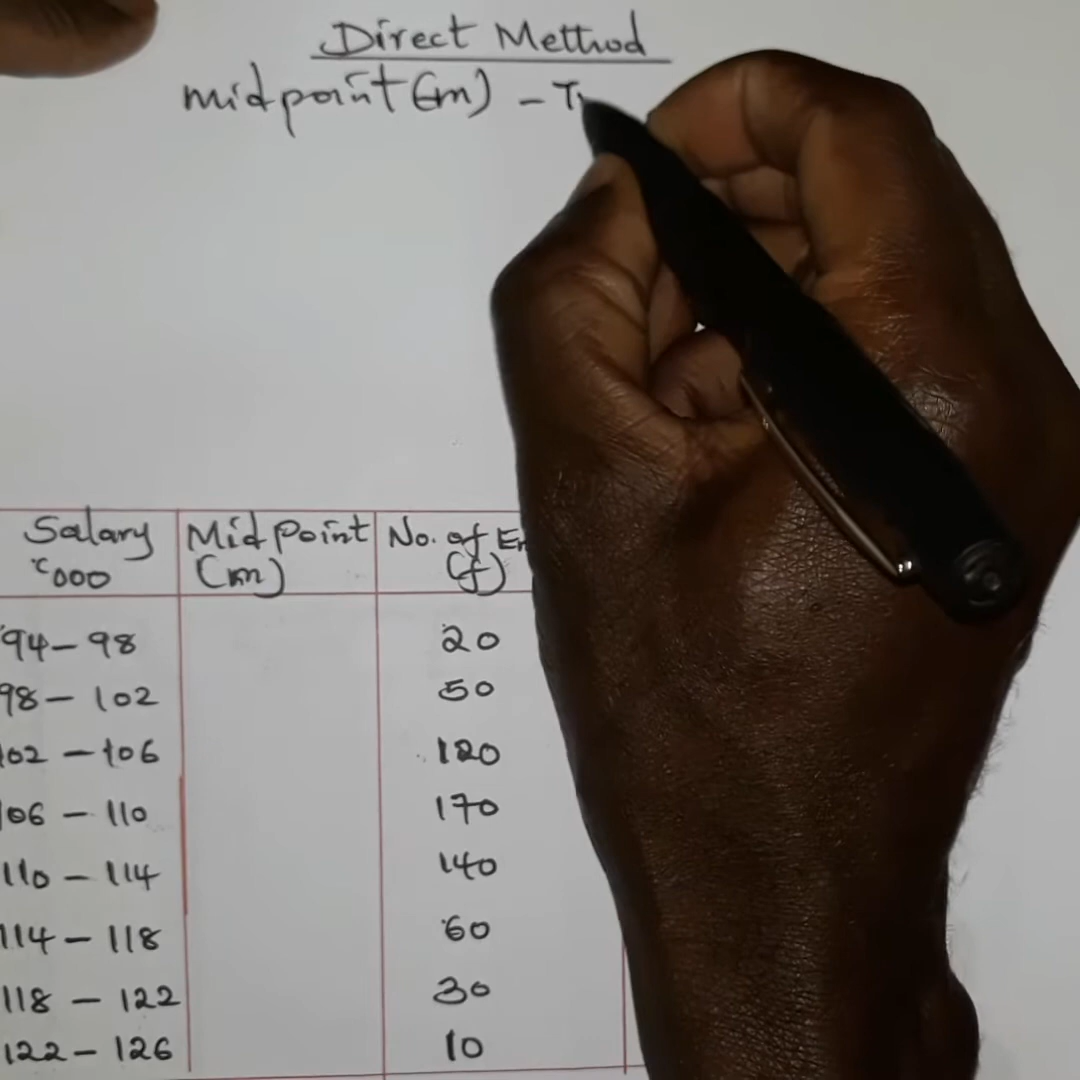 Direct Method
midpoint (m) - T
Salary Midpoint No. of
‘000 (m) (f)
94 - 98 20
98 - 102 50
102 - 106 120
106 - 110 170
110 - 114 140
114 - 118 60
118 - 122 30
122 - 126 10